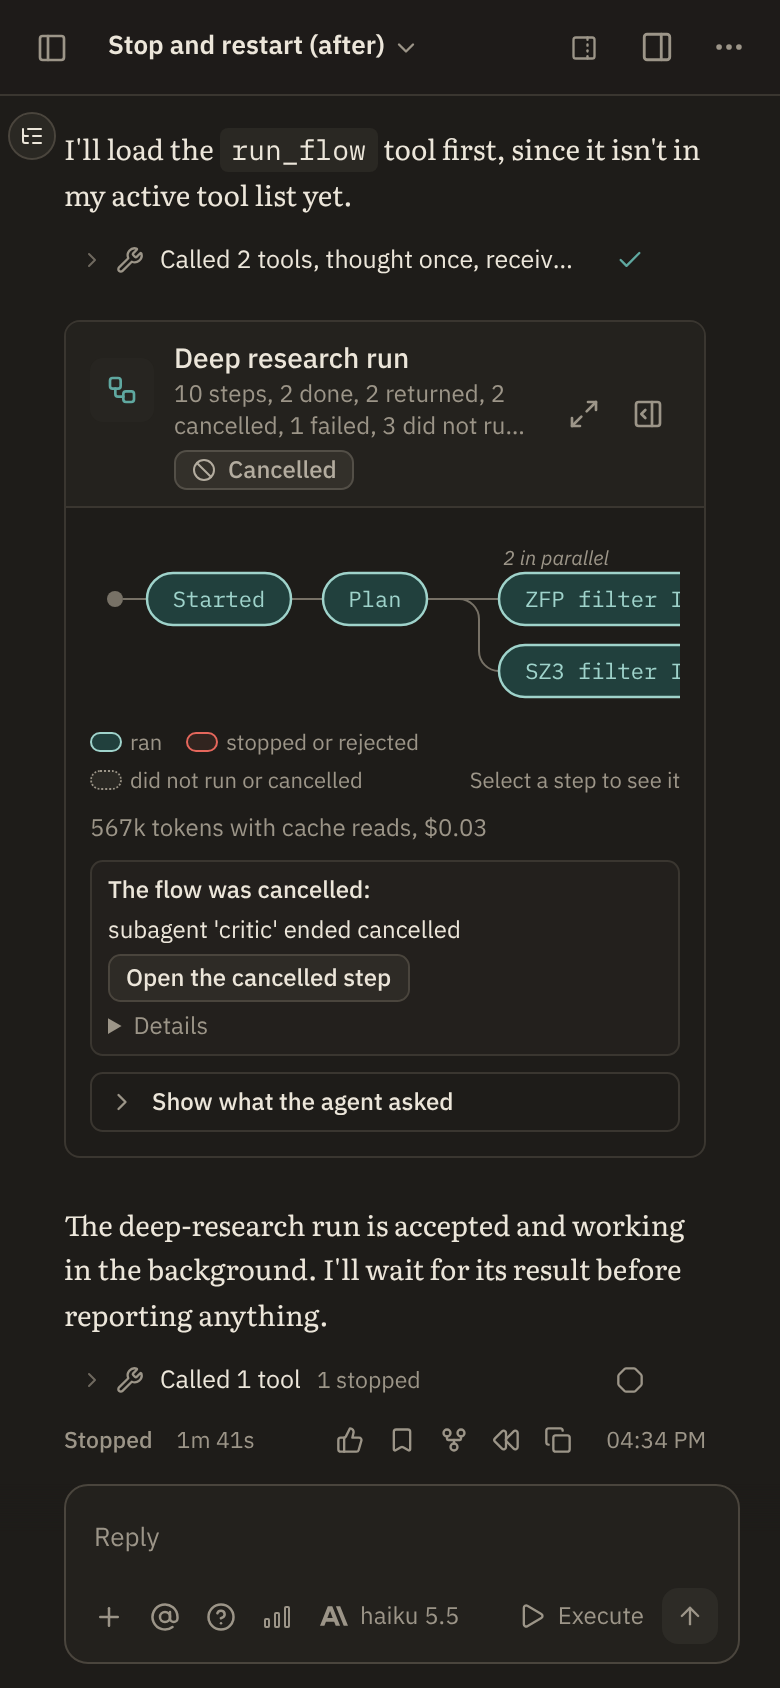 Stop and restart (after)
I'll load the run_flow tool first, since it isn't in
my active tool list yet.
Called 2 tools, thought once, receiv...
Deep research run
10 steps, 2 done, 2 returned, 2
cancelled, 1 failed, 3 did not ru...
Cancelled
2 in parallel
Started
Plan
ZFP filter I
SZ3 filter I
ran
stopped or rejected
did not run or cancelled
Select a step to see it
567k tokens with cache reads, $0.03
The flow was cancelled:
subagent 'critic' ended cancelled
Open the cancelled step
Details
Show what the agent asked
The deep-research run is accepted and working
in the background. I'll wait for its result before
reporting anything.
Called 1 tool 1 stopped
Stopped 1m 41s 04:34 PM
Reply
haiku 5.5 Execute